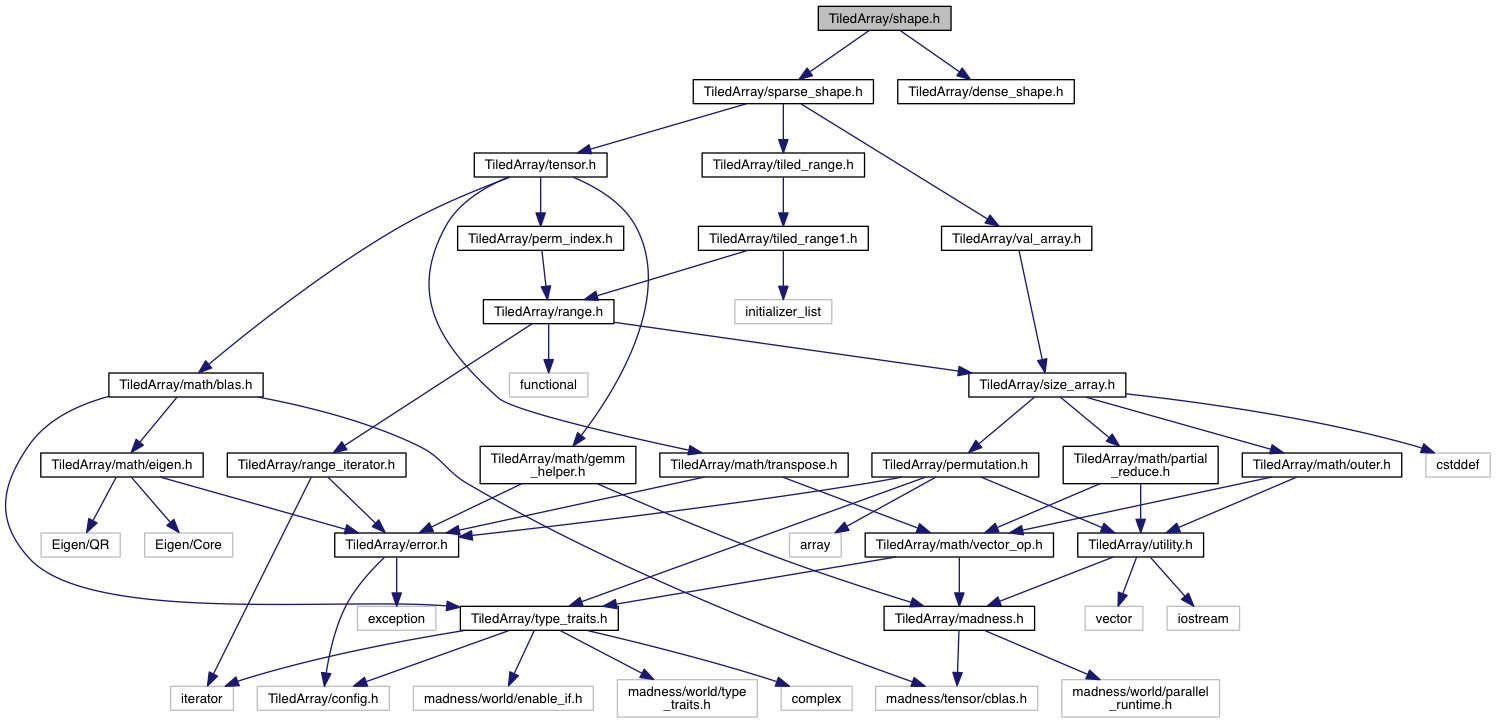 TiledArray/shape.h
TiledArray/sparse_shape.h
TiledArray/dense_shape.h
TiledArray/tensor.h
TiledArray/tiled_range.h
TiledArray/perm_index.h
TiledArray/tiled_range1.h
TiledArray/val_array.h
TiledArray/range.h
initializer_list
TiledArray/math/blas.h
functional
TiledArray/size_array.h
TiledArray/math/eigen.h
TiledArray/range_iterator.h
TiledArray/math/gemm
_helper.h
TiledArray/math/transpose.h
TiledArray/permutation.h
TiledArray/math/partial
_reduce.h
TiledArray/math/outer.h
cstddef
Eigen/QR
Eigen/Core
TiledArray/error.h
array
TiledArray/math/vector_op.h
TiledArray/utility.h
exception
TiledArray/type_traits.h
TiledArray/madness.h
vector
iostream
iterator
TiledArray/config.h
madness/world/enable_if.h
madness/world/type
_traits.h
complex
madness/tensor/cblas.h
madness/world/parallel
_runtime.h